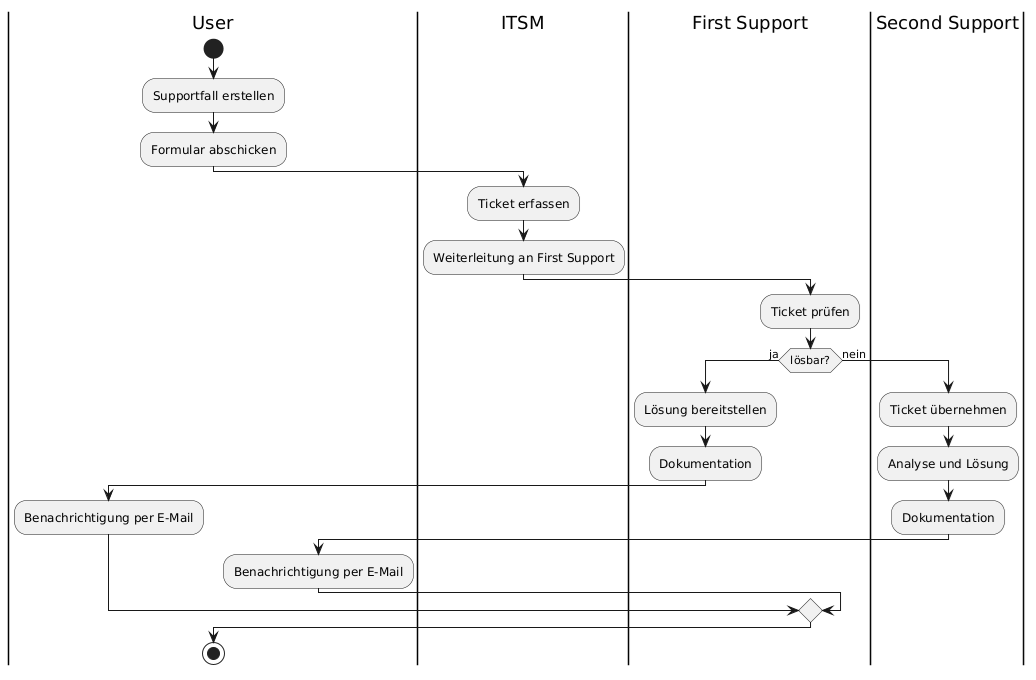 User
ITSM
First Support
Second Support
Supportfall erstellen
Formular abschicken
Ticket erfassen
Weiterleitung an First Support
Ticket prüfen
ja
lösbar?
nein
Lösung bereitstellen
Ticket übernehmen
Dokumentation
Analyse und Lösung
Benachrichtigung per E-Mail
Dokumentation
Benachrichtigung per E-Mail